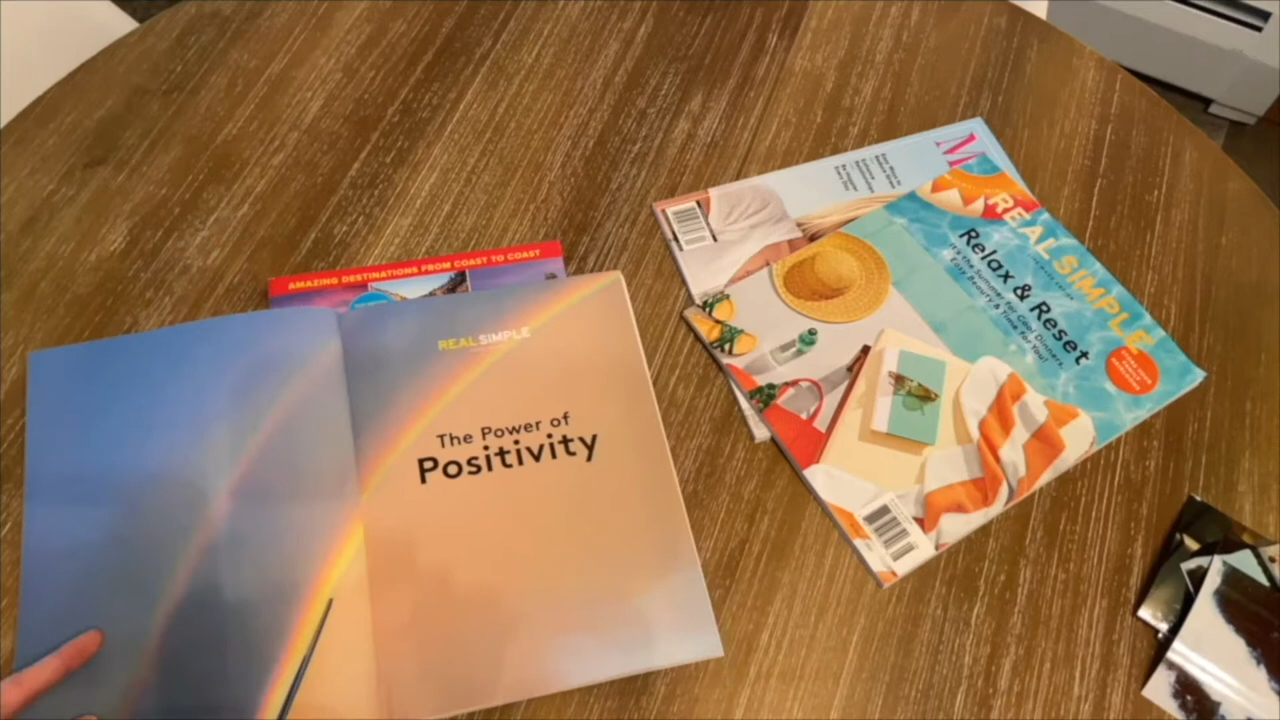 AMAZING DESTINATIONS FROM COAST TO COAST
REAL SIMPLE
The Power of
Positivity
M
REAL SIMPLE
Relax & Reset
It's the Summer for Cool Dinners,
Easy Beauty & Time for You!